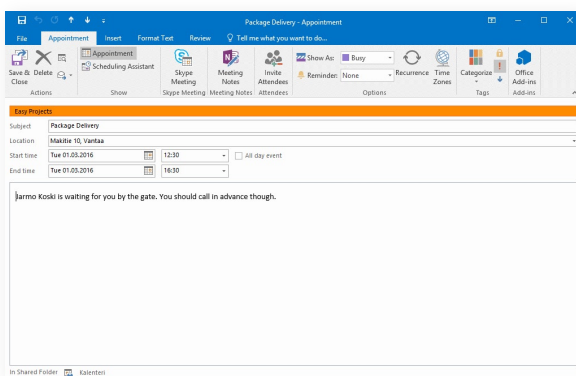 Package Delivery - Appointment
File Appointment Insert Format Text Review Tell me what you want to do...
Save & Close
Delete
Actions
Appointment
Scheduling Assistant
Show
Skype Meeting
Skype Meeting
Meeting Notes
Meeting Notes
Invite Attendees
Attendees
Show As: Busy
Reminder: None
Recurrence
Time Zones
Options
Categorize
Tags
Office Add-ins
Add-ins
Easy Projects
Subject Package Delivery
Location Makitie 10, Vantaa
Start time Tue 01.03.2016 12:30 All day event
End time Tue 01.03.2016 16:30
Jarmo Koski is waiting for you by the gate. You should call in advance though.
In Shared Folder Kalenteri